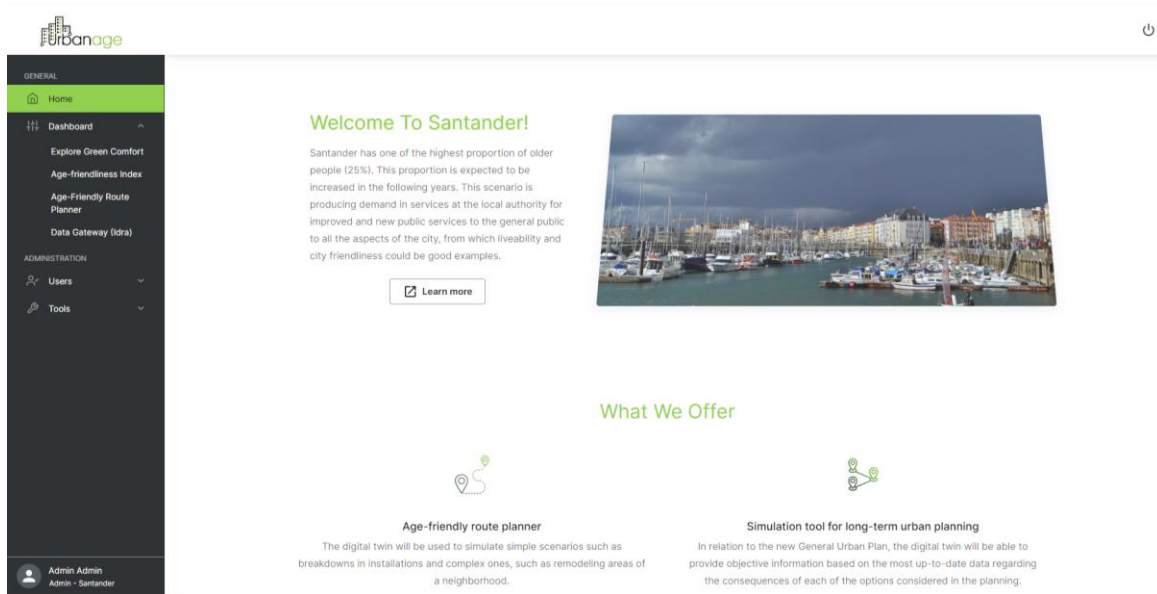 Urbanage
GENERAL
Home
Dashboard
Explore Green Comfort
Age-friendliness Index
Age-Friendly Route
Planner
Data Gateway (Idra)
ADMINISTRATION
Users
Tools
Admin Admin
Admin - Santander
Welcome To Santander!
Santander has one of the highest proportion of older
people (25%). This proportion is expected to be
increased in the following years. This scenario is
producing demand in services at the local authority for
improved and new public services to the general public
to all the aspects of the city, from which liveability and
city friendliness could be good examples.
Learn more
What We Offer
Age-friendly route planner
The digital twin will be used to simulate simple scenarios such as
breakdowns in installations and complex ones, such as remodeling areas of
a neighborhood.
Simulation tool for long-term urban planning
In relation to the new General Urban Plan, the digital twin will be able to
provide objective information based on the most up-to-date data regarding
the consequences of each of the options considered in the planning.